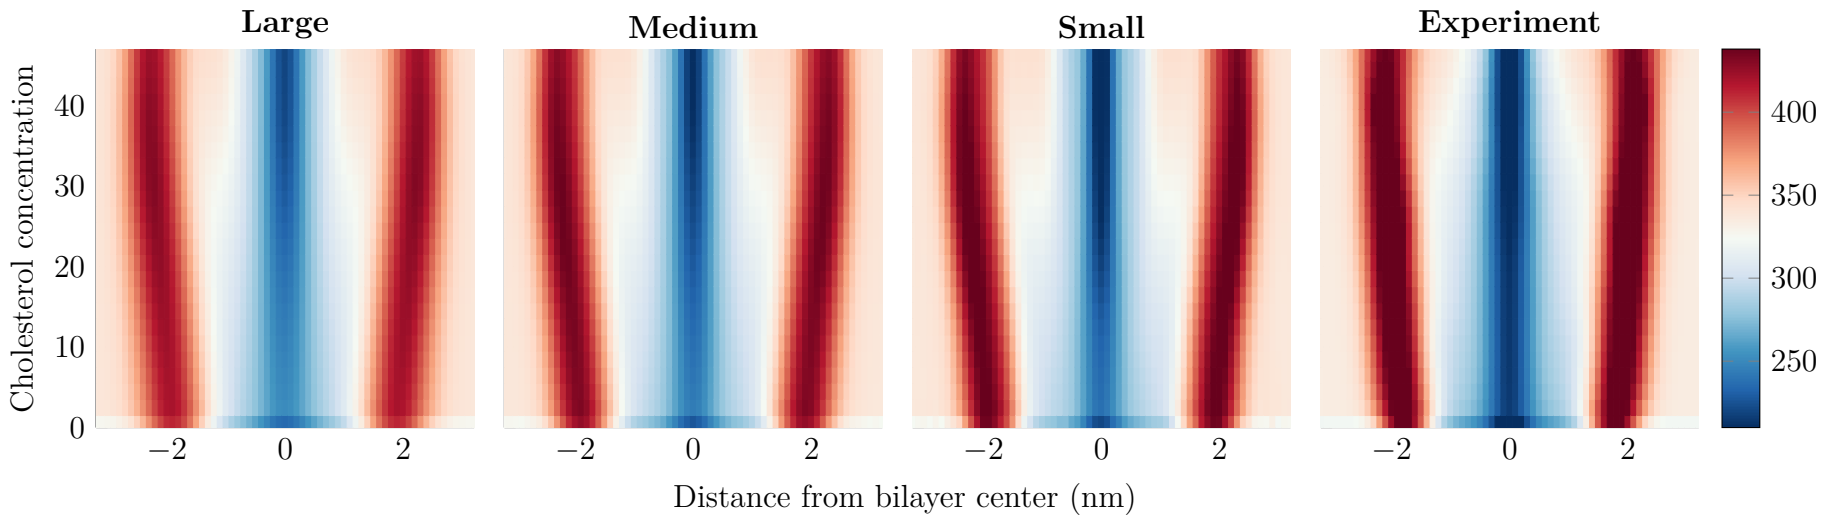 Large
Medium
Small
Experiment
Cholesterol concentration
40
30
20
10
0
−2 0 2
−2 0 2
−2 0 2
−2 0 2
400
350
300
250
Distance from bilayer center (nm)